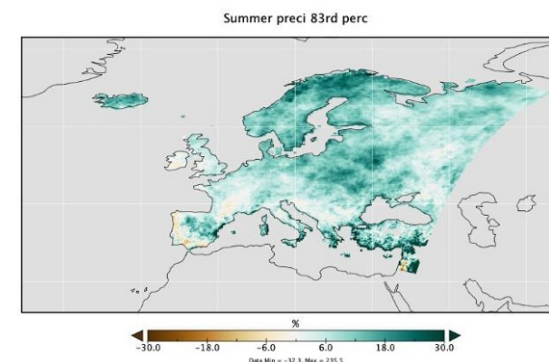 Summer preci 83rd perc
%
-30.0 -18.0 -6.0 6.0 18.0 30.0
Data Min = -32.3, Max = 235.5